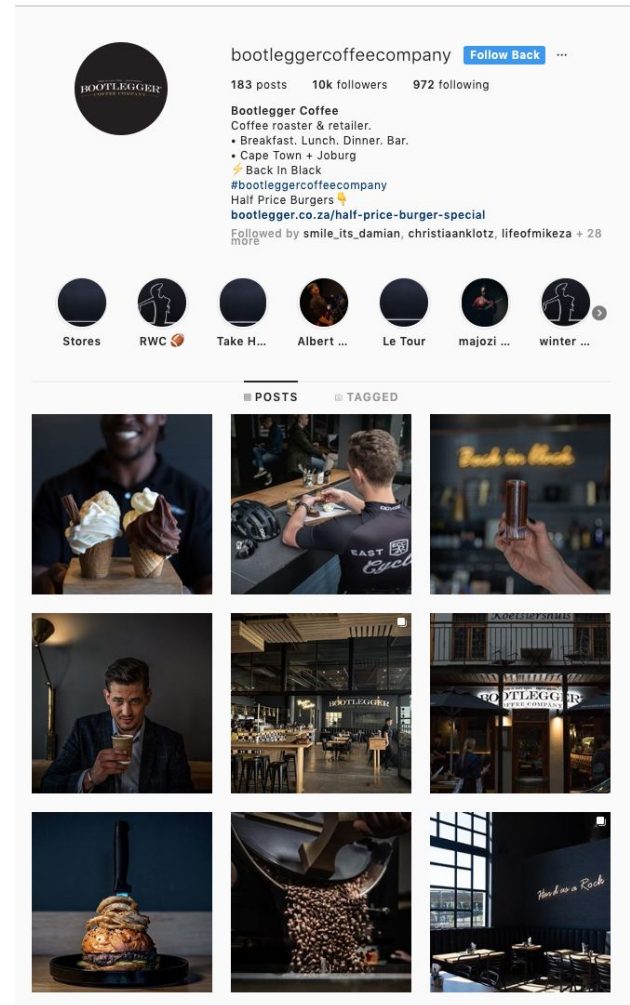 BOOTLEGGER
COFFEE COMPANY
bootleggercoffeecompany Follow Back ...
183 posts 10k followers 972 following
Bootlegger Coffee
Coffee roaster & retailer.
• Breakfast. Lunch. Dinner. Bar.
• Cape Town + Joburg
⚡Back In Black
#bootleggercoffeecompany
Half Price Burgers👇
bootlegger.co.za/half-price-burger-special
Followed by smile_its_damian, christiaanklotz, lifeofmikeza + 28
more
Stores RWC 🏉 Take H... Albert ... Le Tour majozi ... winter ...
POSTS TAGGED
EAST
Cycle
Back in black
BOOTLEGGER
Koetsiershuis
BOOTLEGGER
COFFEE COMPANY
Hard as a Rock